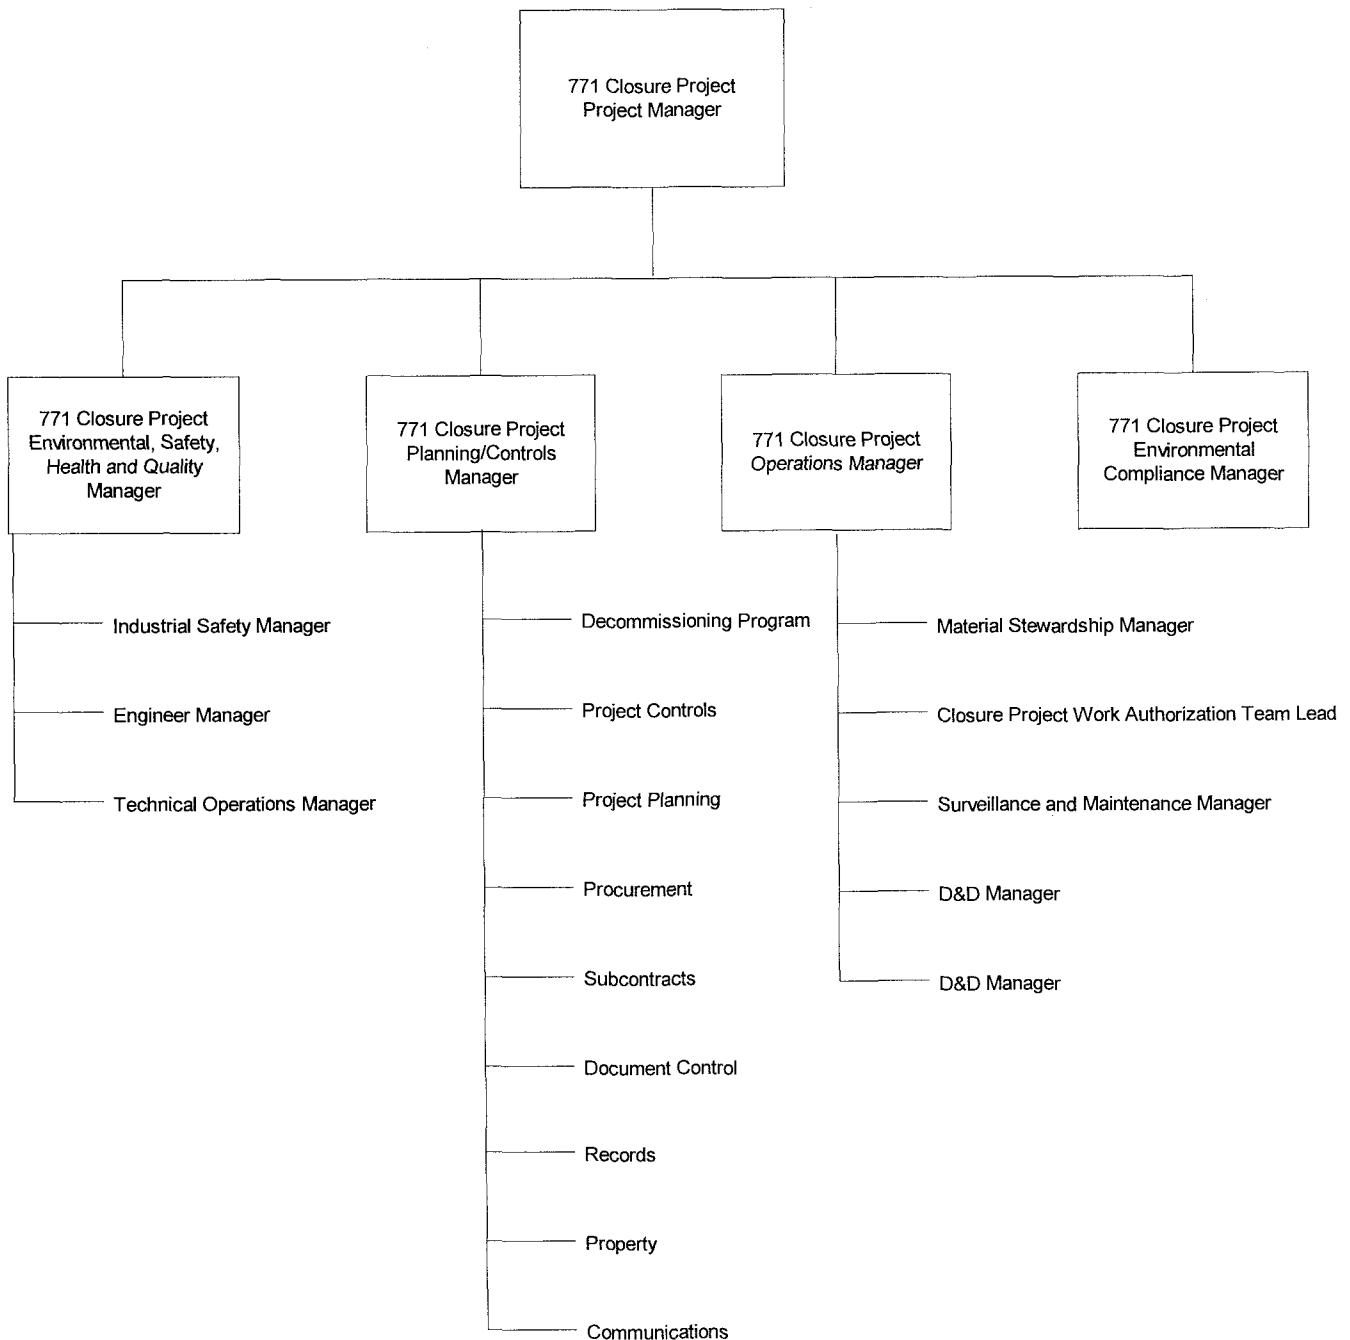 771 Closure Project
Project Manager
771 Closure Project
Environmental, Safety,
Health and Quality
Manager
771 Closure Project
Planning/Controls
Manager
771 Closure Project
Operations Manager
771 Closure Project
Environmental
Compliance Manager
Industrial Safety Manager
Engineer Manager
Technical Operations Manager
Decommissioning Program
Project Controls
Project Planning
Procurement
Subcontracts
Document Control
Records
Property
Communications
Material Stewardship Manager
Closure Project Work Authorization Team Lead
Surveillance and Maintenance Manager
D&D Manager
D&D Manager